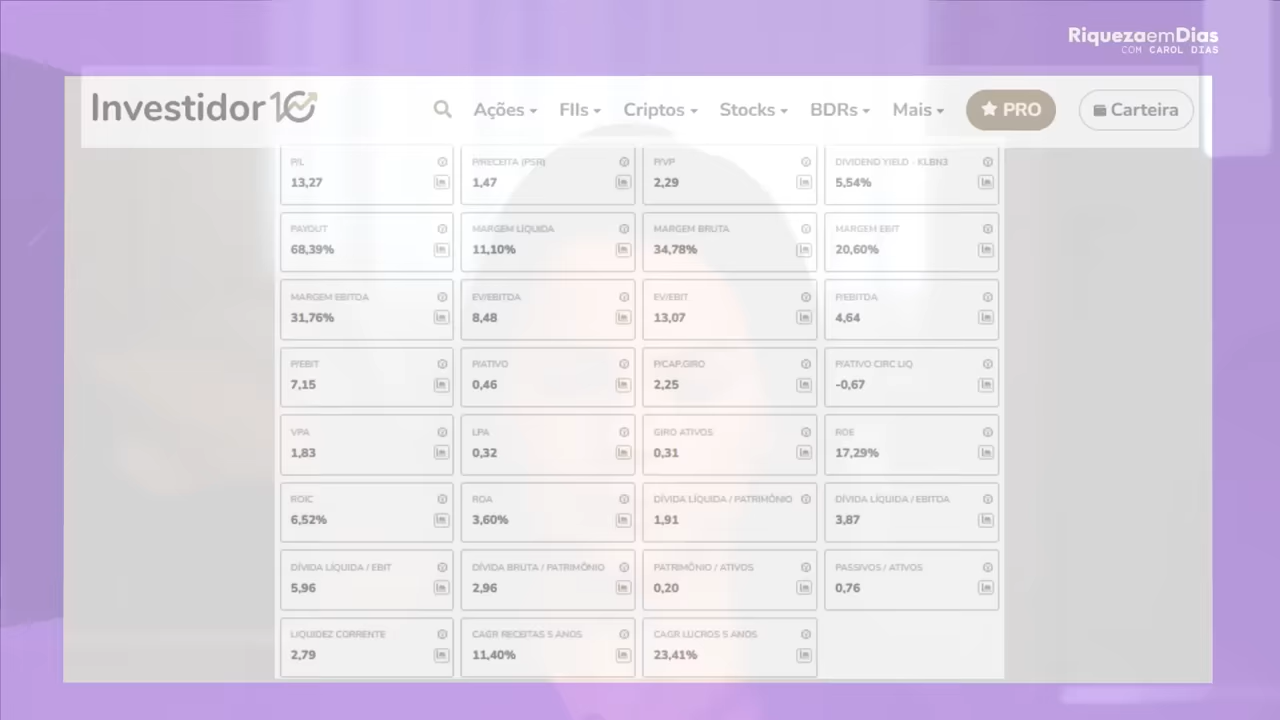 RiquezaemDias
COM CAROL DIAS
Investidor10
Ações
FIIs
Criptos
Stocks
BDRs
Mais
PRO
Carteira
P/L
P/RECEITA (PSR)
P/VP
DIVIDEND YIELD - KLBN3
13,27
1,47
2,29
5,54%
PAYOUT
MARGEM LÍQUIDA
MARGEM BRUTA
MARGEM EBIT
68,39%
11,10%
34,78%
20,60%
MARGEM EBITDA
EV/EBITDA
EV/EBIT
P/EBITDA
31,76%
8,48
13,07
4,64
P/EBIT
P/ATIVO
P/CAP.GIRO
P/ATIVO CIRC LIQ
7,15
0,46
2,25
-0,67
VPA
LPA
GIRO ATIVOS
ROE
1,83
0,32
0,31
17,29%
ROIC
ROA
DÍVIDA LÍQUIDA / PATRIMÔNIO
DÍVIDA LÍQUIDA / EBITDA
6,52%
3,60%
1,91
3,87
DÍVIDA LÍQUIDA / EBIT
DÍVIDA BRUTA / PATRIMÔNIO
PATRIMÔNIO / ATIVOS
PASSIVOS / ATIVOS
5,96
2,96
0,20
0,76
LIQUIDEZ CORRENTE
CAGR RECEITAS 5 ANOS
CAGR LUCROS 5 ANOS
2,79
11,40%
23,41%